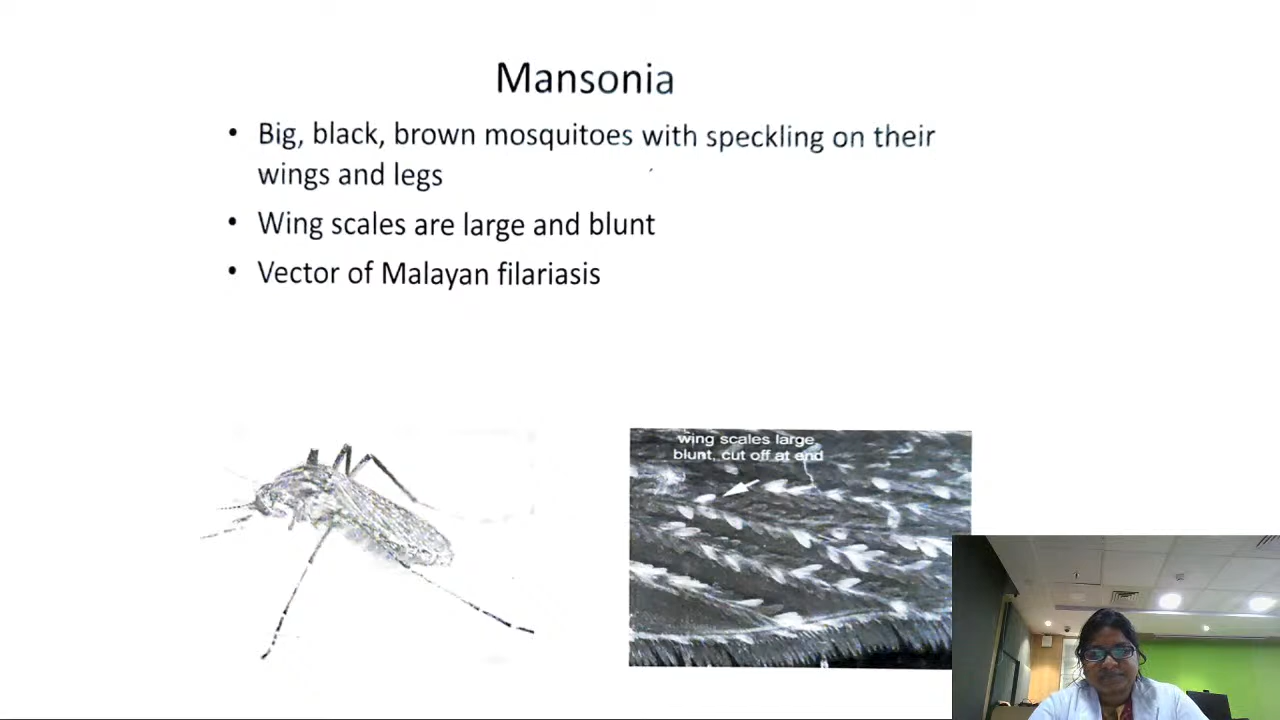 Mansonia
• Big, black, brown mosquitoes with speckling on their
wings and legs
• Wing scales are large and blunt
• Vector of Malayan filariasis
wing scales large
blunt, cut off at end